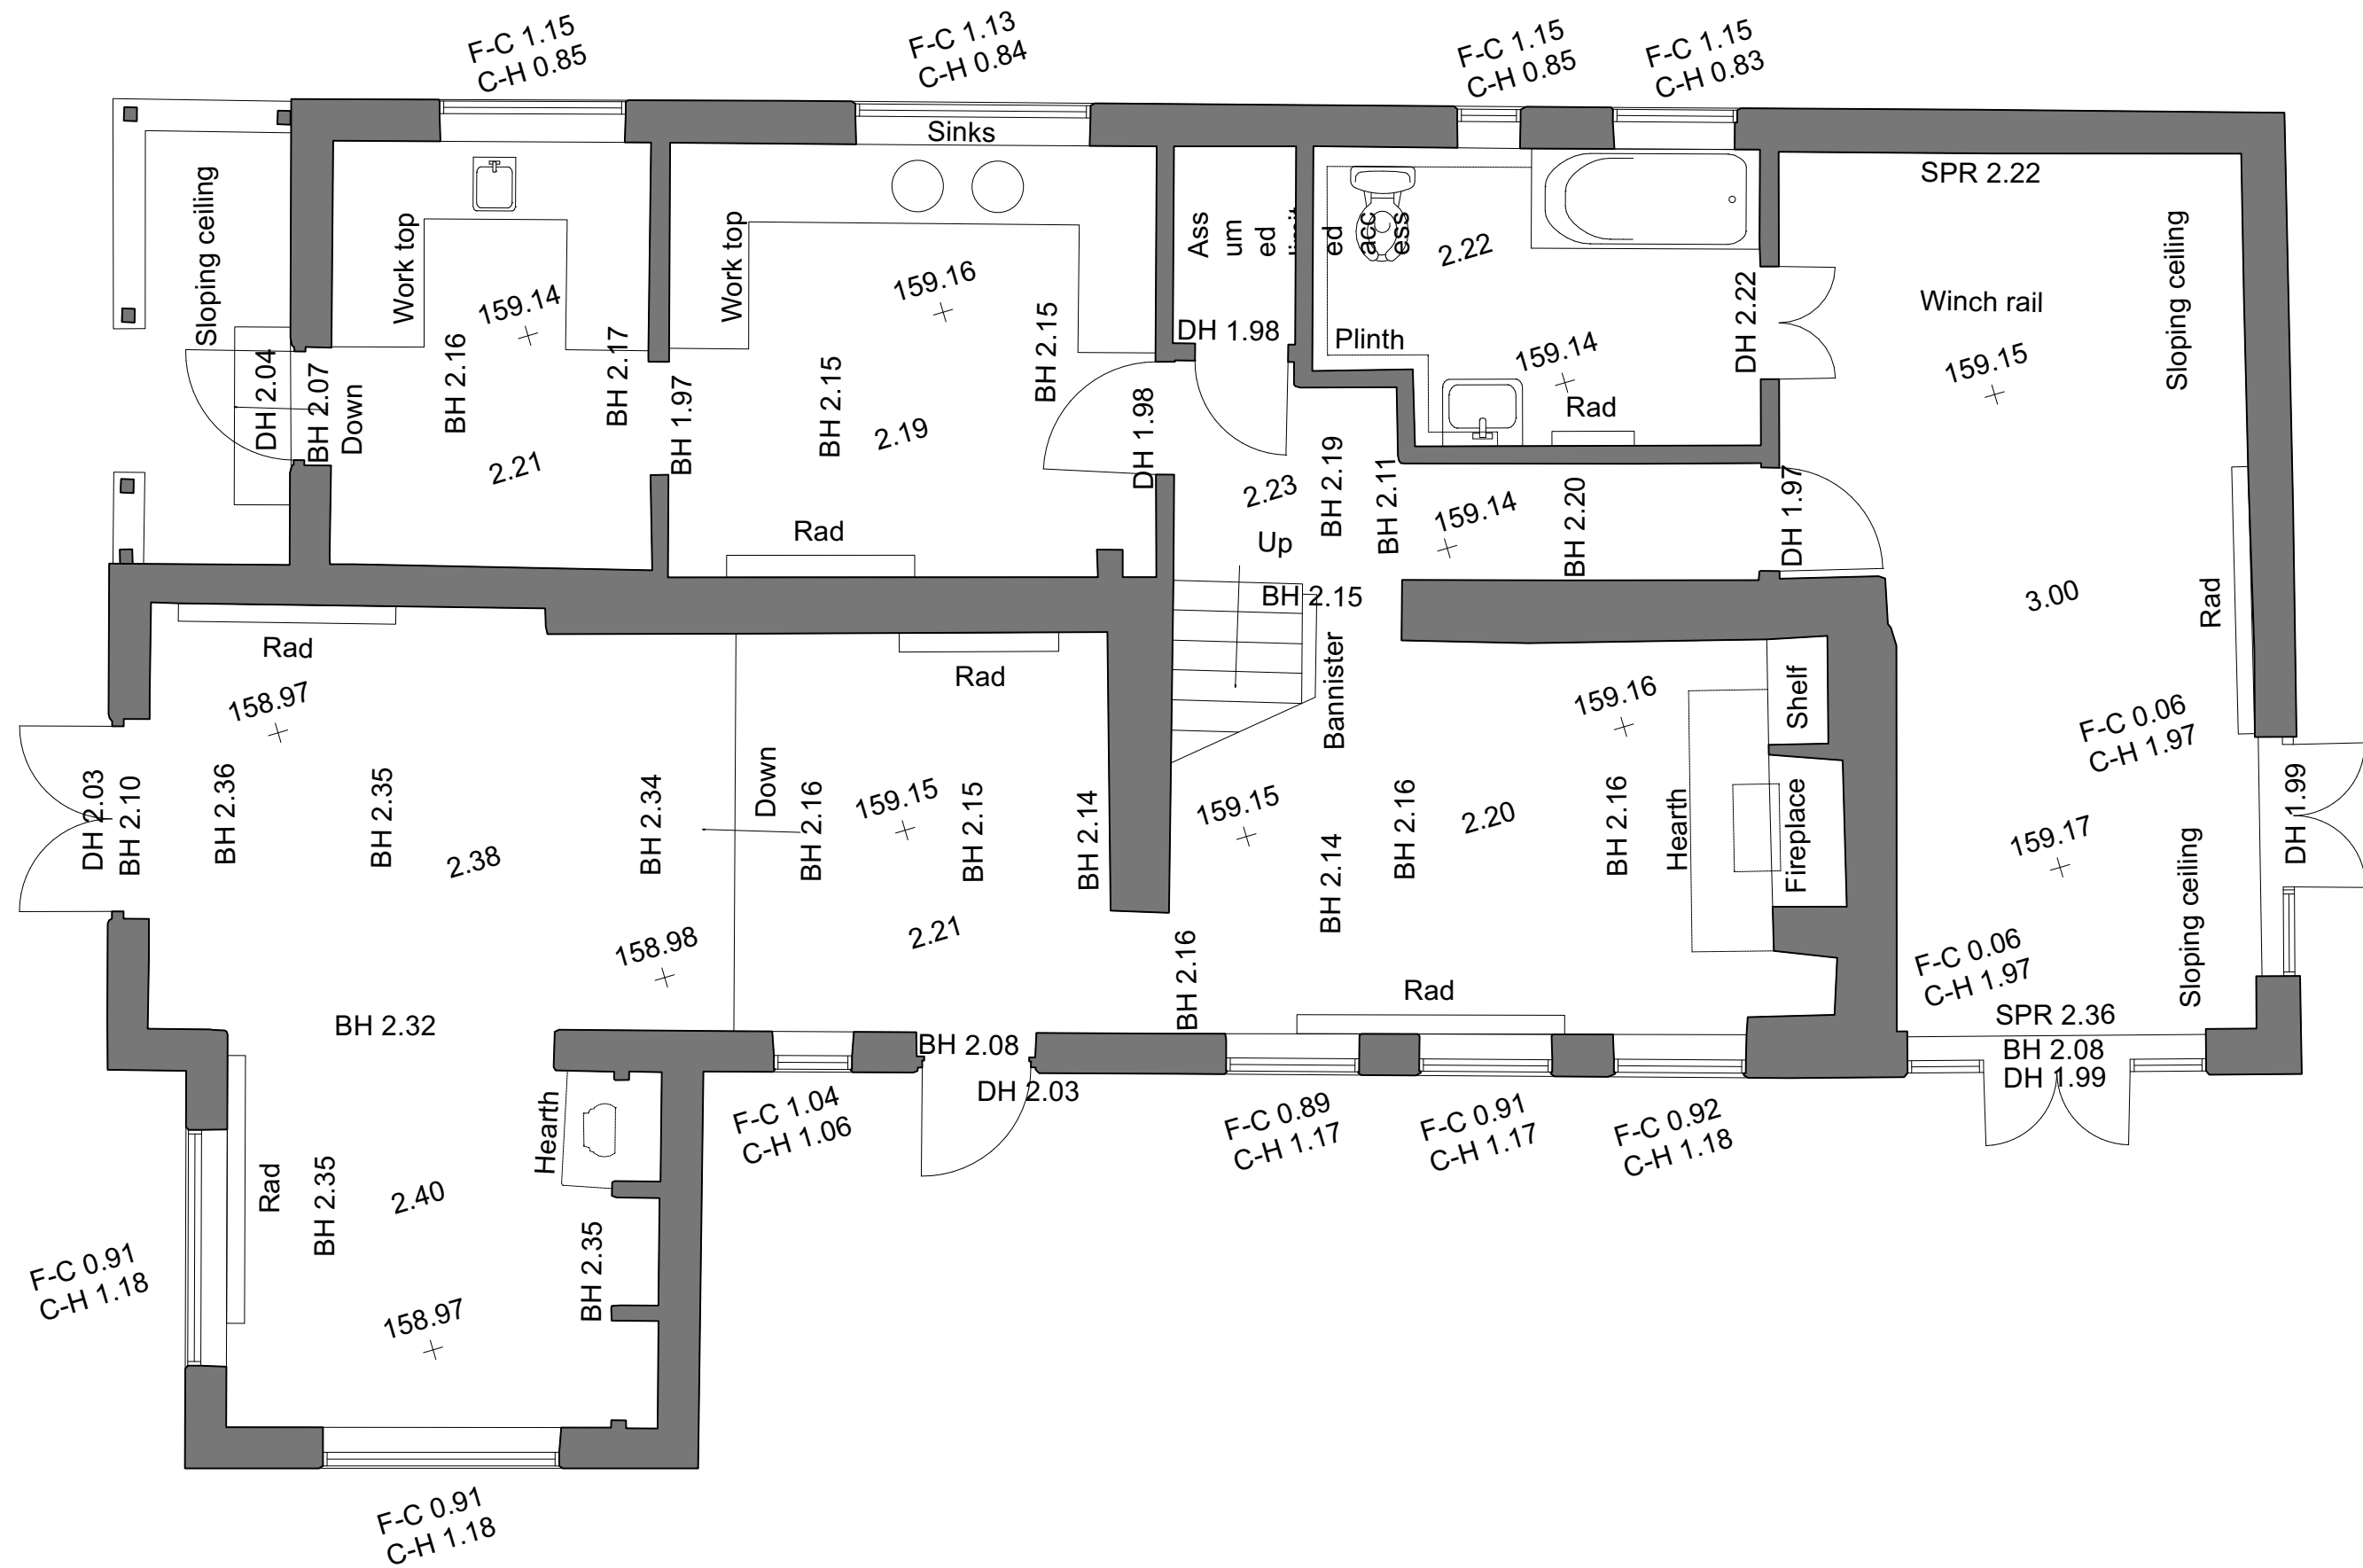 F-C 1.15
C-H 0.85
F-C 1.13
C-H 0.84
F-C 1.15
C-H 0.85
F-C 1.15
C-H 0.83
Sinks
SPR 2.22
Sloping ceiling
Work top
Work top
Ass
um
ed
ed
acc
ess
2.22
Sloping ceiling
159.14
159.16
DH 1.98
Plinth
159.14
DH 2.22
Winch rail
159.15
DH 2.04
BH 2.07
Down
BH 2.16
BH 2.17
BH 1.97
BH 2.15
BH 2.15
DH 1.98
Rad
2.21
2.19
2.23
BH 2.19
BH 2.11
159.14
BH 2.20
DH 1.97
Rad
Up
BH 2.15
3.00
Rad
Rad
Rad
Bannister
159.16
Shelf
158.97
F-C 0.06
C-H 1.97
DH 2.03
BH 2.10
BH 2.36
BH 2.35
2.38
BH 2.34
Down
BH 2.16
159.15
BH 2.15
BH 2.14
159.15
BH 2.14
BH 2.16
2.20
BH 2.16
Hearth
Fireplace
159.17
DH 1.99
Sloping ceiling
158.98
2.21
BH 2.16
F-C 0.06
C-H 1.97
Rad
SPR 2.36
BH 2.32
BH 2.08
BH 2.08
DH 1.99
DH 2.03
Hearth
F-C 1.04
C-H 1.06
F-C 0.89
C-H 1.17
F-C 0.91
C-H 1.17
F-C 0.92
C-H 1.18
Rad
BH 2.35
2.40
BH 2.35
F-C 0.91
C-H 1.18
158.97
F-C 0.91
C-H 1.18